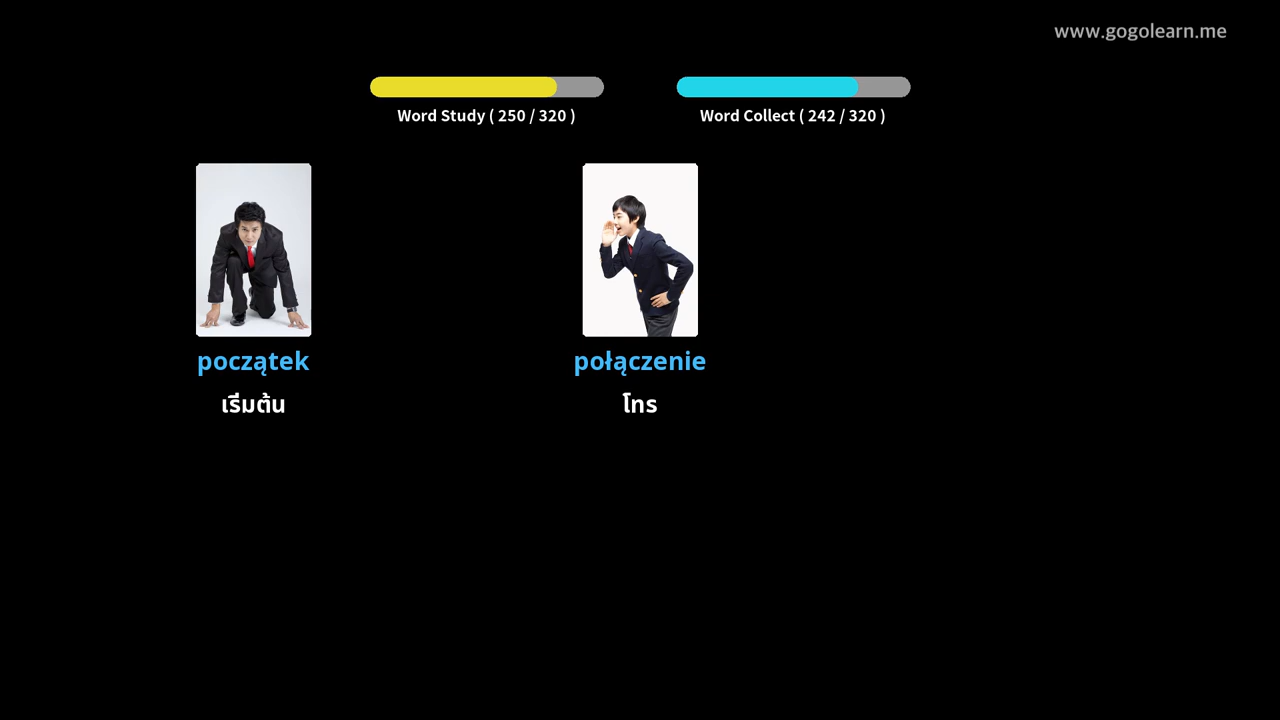 www.gogolearn.me
Word Study ( 250 / 320 )
Word Collect ( 242 / 320 )
początek
połączenie
เริ่มต้น
โทร